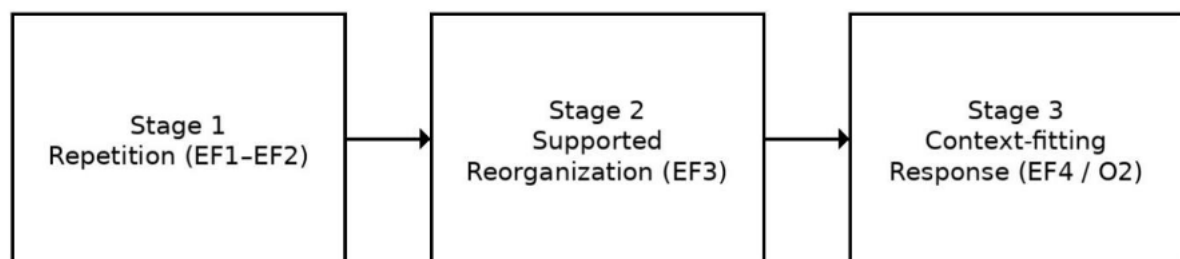 Stage 1
Repetition (EF1–EF2)
Stage 2
Supported
Reorganization (EF3)
Stage 3
Context-fitting
Response (EF4 / O2)